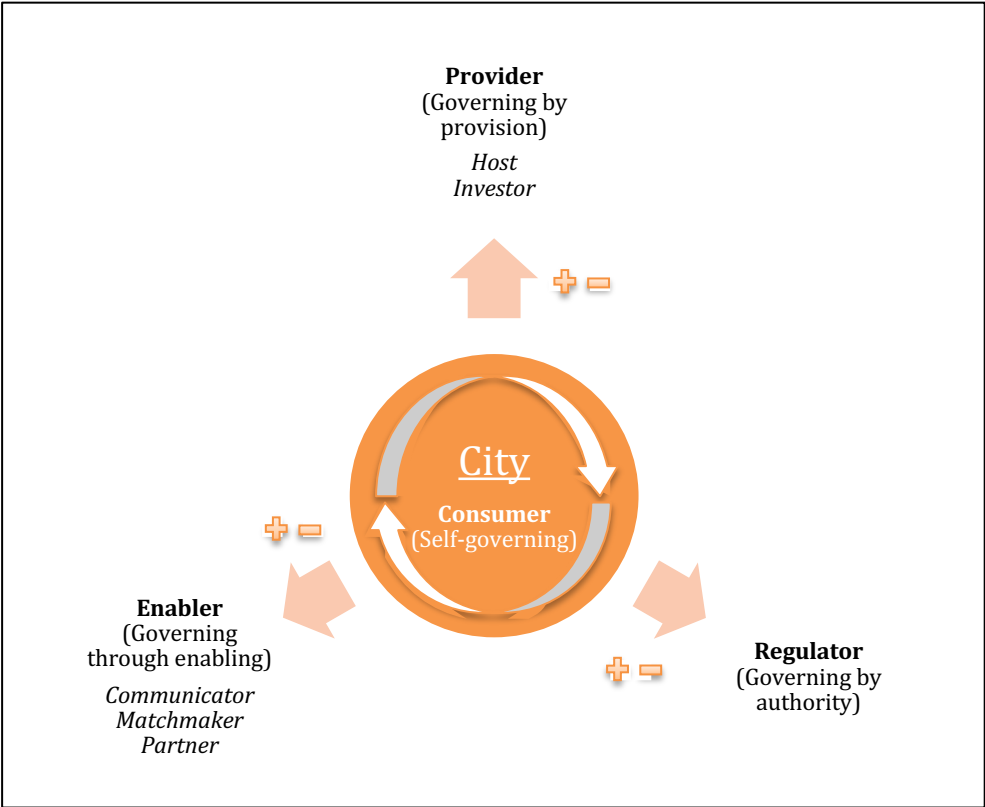 Provider
(Governing by
provision)
Host
Investor
City
Consumer
(Self-governing)
Enabler
(Governing
through enabling)
Communicator
Matchmaker
Partner
Regulator
(Governing by
authority)